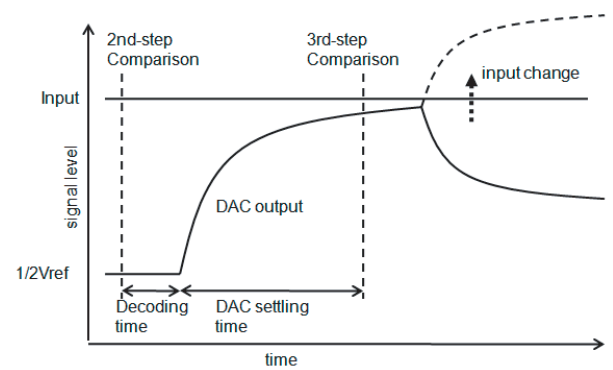 2nd-step
Comparison
3rd-step
Comparison
input change
Input
signal level
DAC output
1/2Vref
Decoding
time
DAC settling
time
time